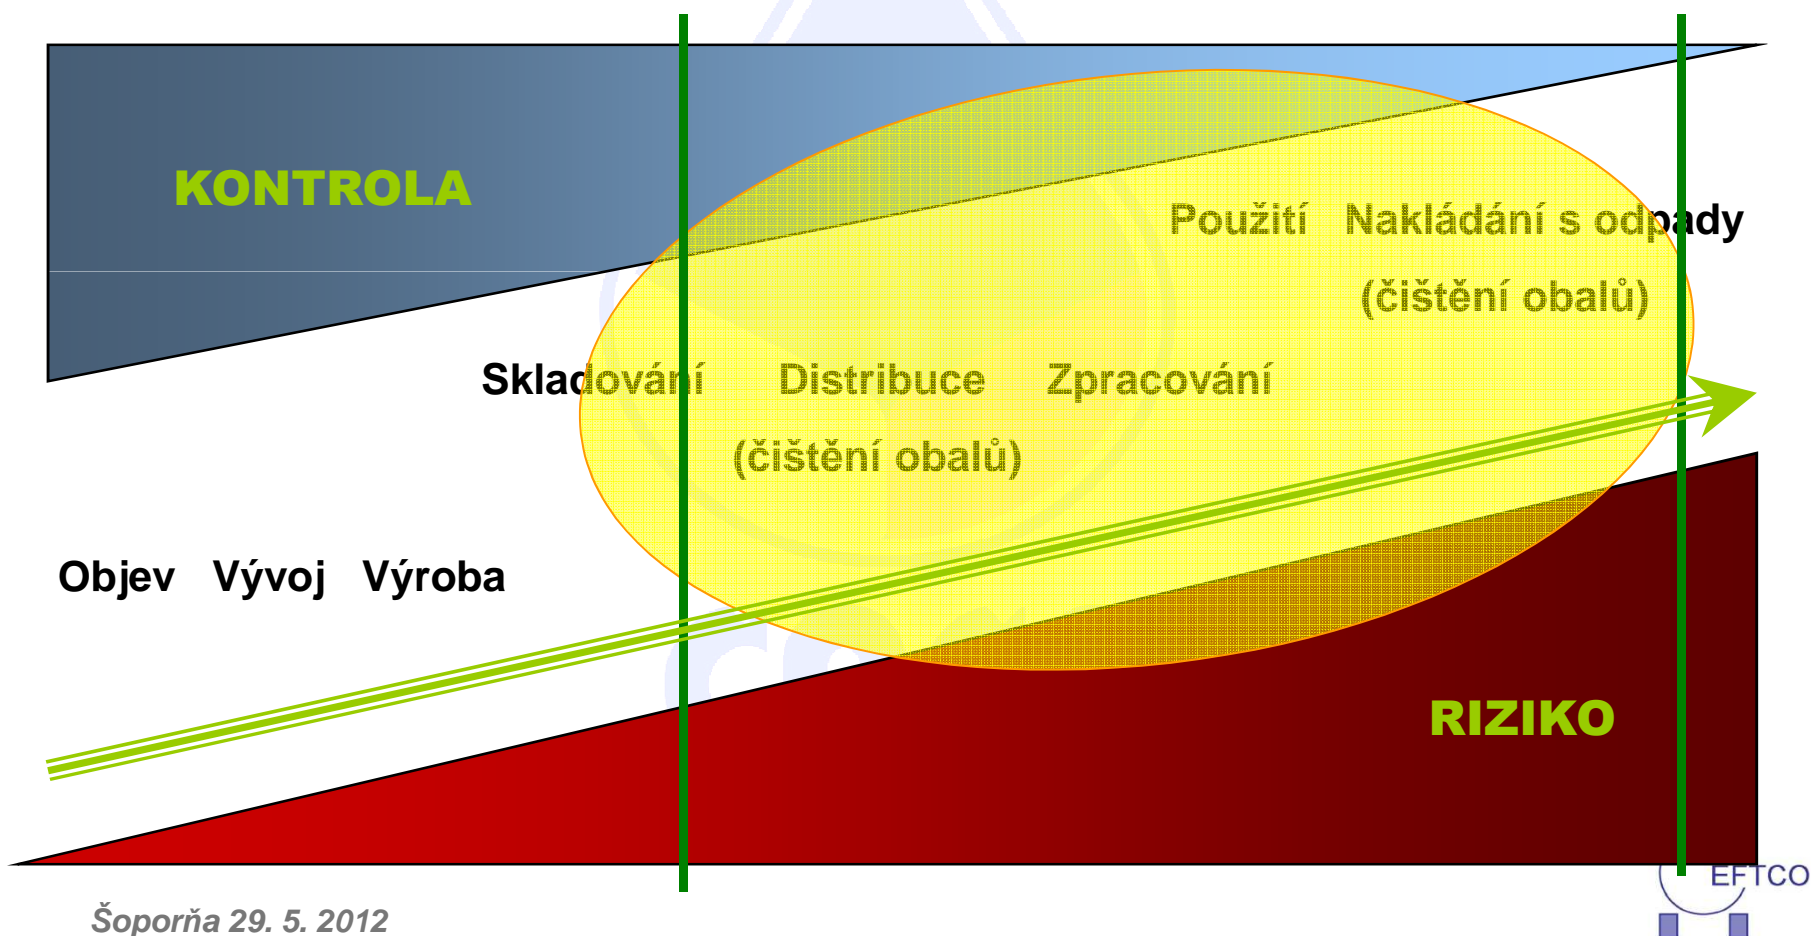 KONTROLA
Použití Nakládání s odpady
(čištění obalů)
Skladování Distribuce Zpracování
(čištění obalů)
Objev Vývoj Výroba
RIZIKO
EFTCO
Šoporňa 29. 5. 2012